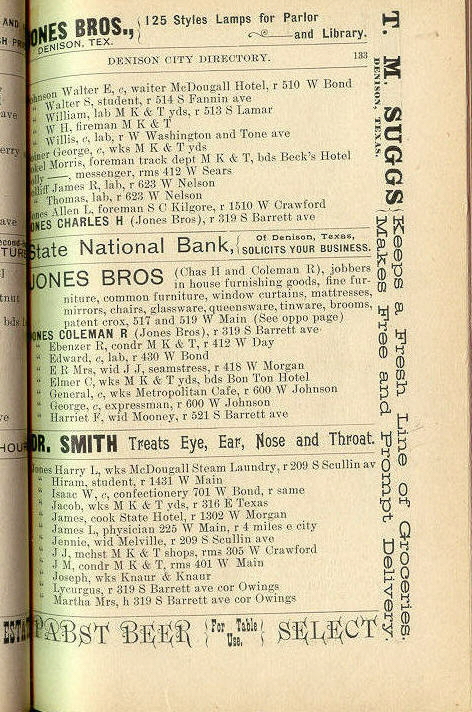 JONES BROS., 125 Styles Lamps for Parlor
DENISON, TEX. and Library.
DENISON CITY DIRECTORY. 133
Johnson Walter E, c, waiter McDougall Hotel, r 510 W Bond
“ Walter S, student, r 514 S Fannin ave
“ William, lab M K & T yds, r 513 S Lamar
“ W H, fireman M K & T
“ Willis, c, lab, r W Washington and Tone ave
George, c, wks M K & T yds
Morris, foreman track dept M K & T, bds Beck's Hotel
——, messenger, rms 412 W Sears
James R, lab, r 623 W Nelson
“ Thomas, lab, r 623 W Nelson
Jones Allen L, foreman S C Kilgore, r 1510 W Crawford
JONES CHARLES H (Jones Bros), r 319 S Barrett ave
State National Bank, Of Denison, Texas,
SOLICITS YOUR BUSINESS.
JONES BROS (Chas H and Coleman R), jobbers
in house furnishing goods, fine fur-
niture, common furniture, window curtains, mattresses,
mirrors, chairs, glassware, queensware, tinware, brooms,
patent crox, 517 and 519 W Main (See oppo page)
JONES COLEMAN R (Jones Bros), r 319 S Barrett ave
“ Ebenezer R, condr M K & T, r 412 W Day
“ Edward, c, lab, r 430 W Bond
“ E R Mrs, wid J J, seamstress, r 418 W Morgan
“ Elmer C, wks M K & T yds, bds Bon Ton Hotel
“ General, c, wks Metropolitan Cafe, r 600 W Johnson
“ George, c, expressman, r 600 W Johnson
“ Harriet F, wid Mooney, r 521 S Barrett ave
DR. SMITH Treats Eye, Ear, Nose and Throat.
Jones Harry L, wks McDougall Steam Laundry, r 209 S Scullin av
“ Hiram, student, r 1431 W Main
“ Isaac W, c, confectionery 701 W Bond, r same
“ Jacob, wks M K & T yds, r 316 E Texas
“ James, cook State Hotel, r 1302 W Morgan
“ James L, physician 225 W Main, r 4 miles e city
“ Jennie, wid Melville, r 209 S Scullin ave
“ J J, mchst M K & T shops, rms 305 W Crawford
“ J M, condr M K & T, rms 401 W Main
“ Joseph, wks Knaur & Knaur
“ Lycurgus, r 319 S Barrett ave cor Owings
“ Martha Mrs, h 319 S Barrett ave cor Owings
PABST BEER For Table Use. SELECT
T. M. SUGGS
DENISON, TEXAS.
Keeps a Fresh Line of Groceries.
Makes Free and Prompt Delivery.